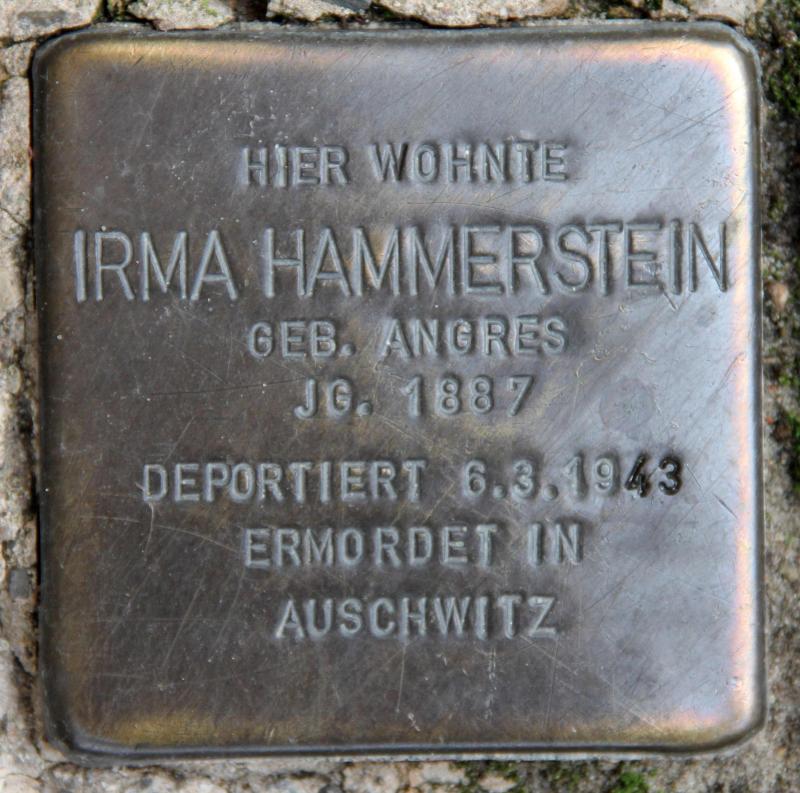 HIER WOHNTE
IRMA HAMMERSTEIN
GEB. ANGRES
JG. 1887
DEPORTIERT 6.3.1943
ERMORDET IN
AUSCHWITZ